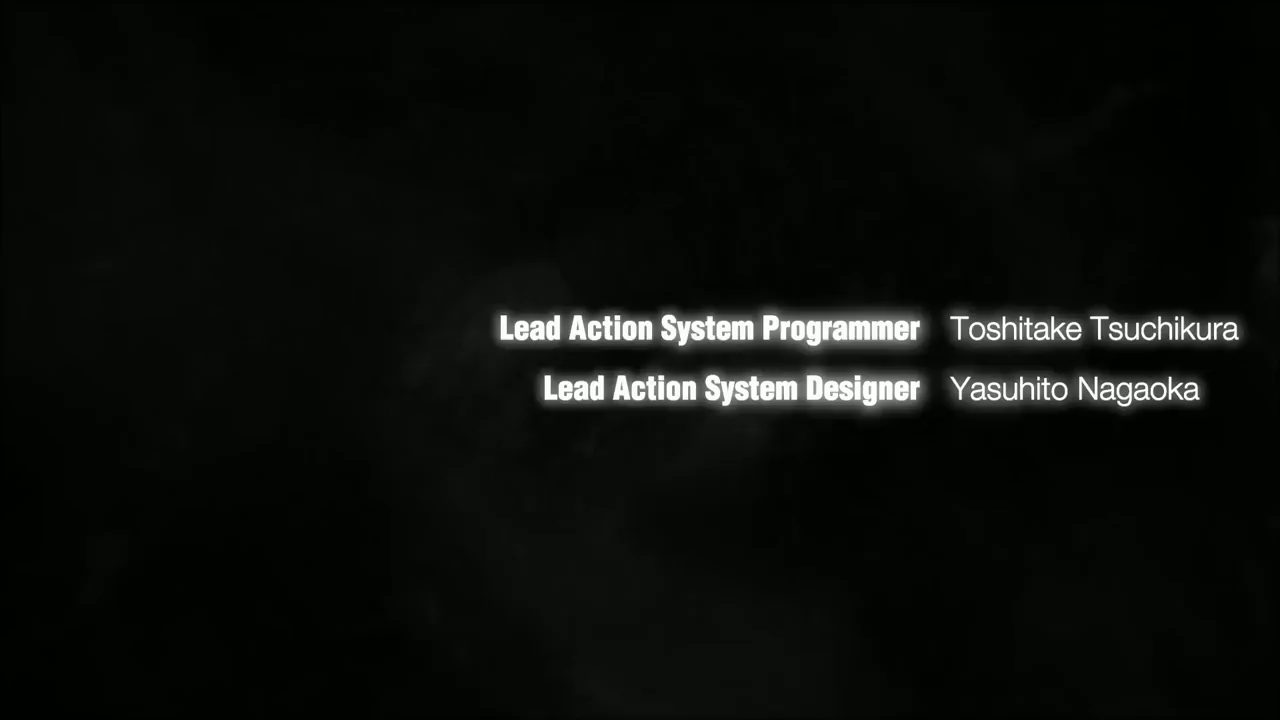 Lead Action System Programmer Toshitake Tsuchikura
Lead Action System Designer Yasuhito Nagaoka